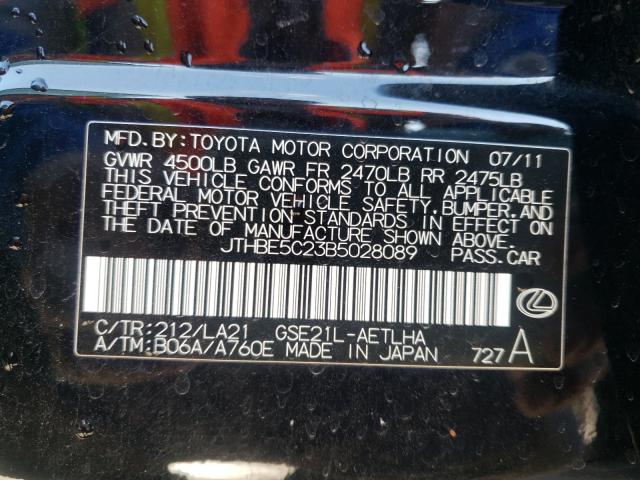 MFD.BY:TOYOTA MOTOR CORPORATION 07/11
GVWR 4500LB GAWR FR 2470LB RR 2475LB
THIS VEHICLE CONFORMS TO ALL APPLICABLE
FEDERAL MOTOR VEHICLE SAFETY,BUMPER,AND
THEFT PREVENTION STANDARDS IN EFFECT ON
THE DATE OF MANUFACTURE SHOWN ABOVE.
JTHBE5C23B5028089 PASS.CAR
C/TR:212/LA21 GSE21L-AETLHA
A/TM:B06A/A760E MADE IN JAPAN 727A